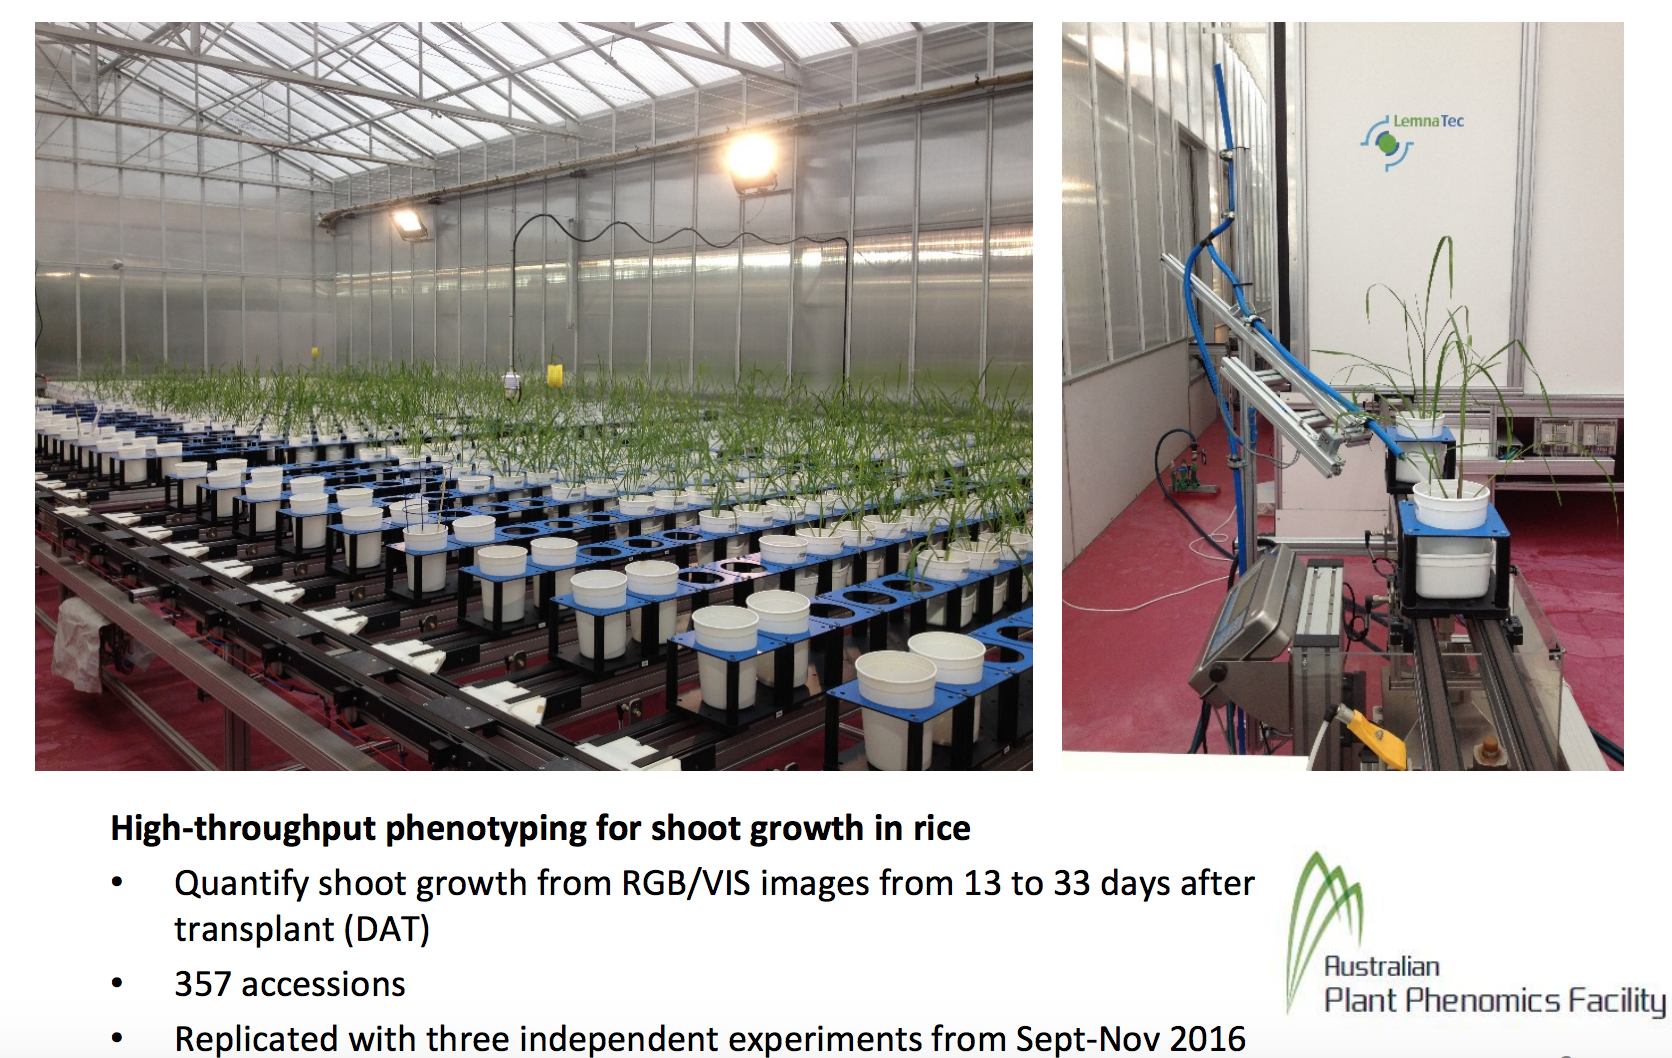 LemnaTec
High-throughput phenotyping for shoot growth in rice
• Quantify shoot growth from RGB/VIS images from 13 to 33 days after
transplant (DAT)
• 357 accessions
• Replicated with three independent experiments from Sept-Nov 2016
Australian
Plant Phenomics Facility